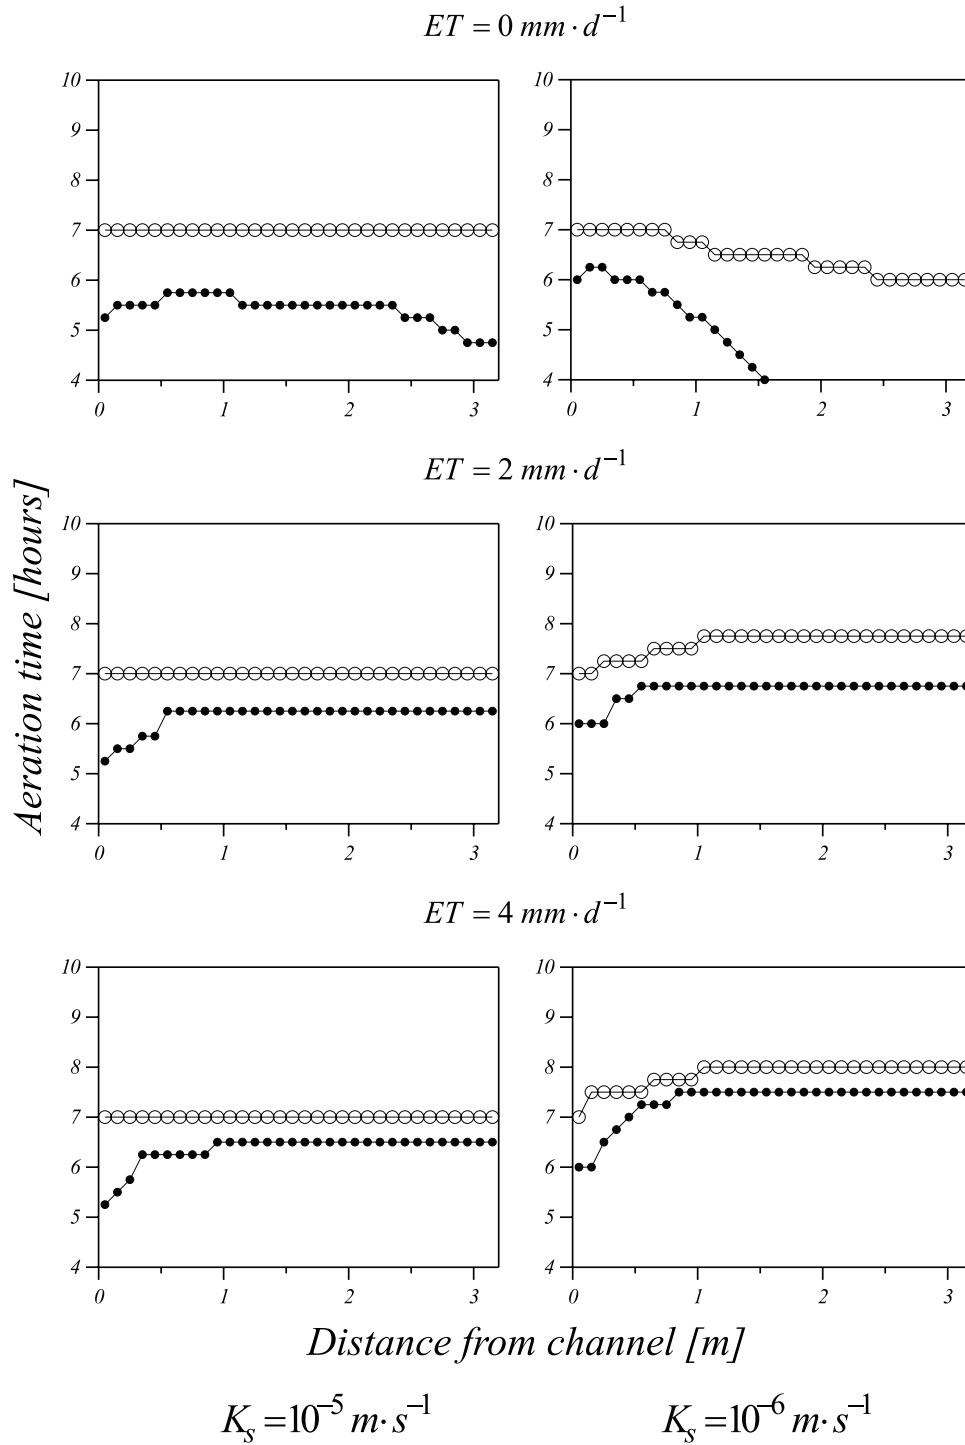 ET = 0 mm · d⁻¹
10 10
9 9
8 8
7 7
6 6
5 5
4 4
0 1 2 3 0 1 2 3
ET = 2 mm · d⁻¹
10 10
9 9
8 8
7 7
6 6
5 5
4 4
0 1 2 3 0 1 2 3
Aeration time [hours]
ET = 4 mm · d⁻¹
10 10
9 9
8 8
7 7
6 6
5 5
4 4
0 1 2 3 0 1 2 3
Distance from channel [m]
Kₛ=10⁻⁵ m· s⁻¹ Kₛ=10⁻⁶ m· s⁻¹